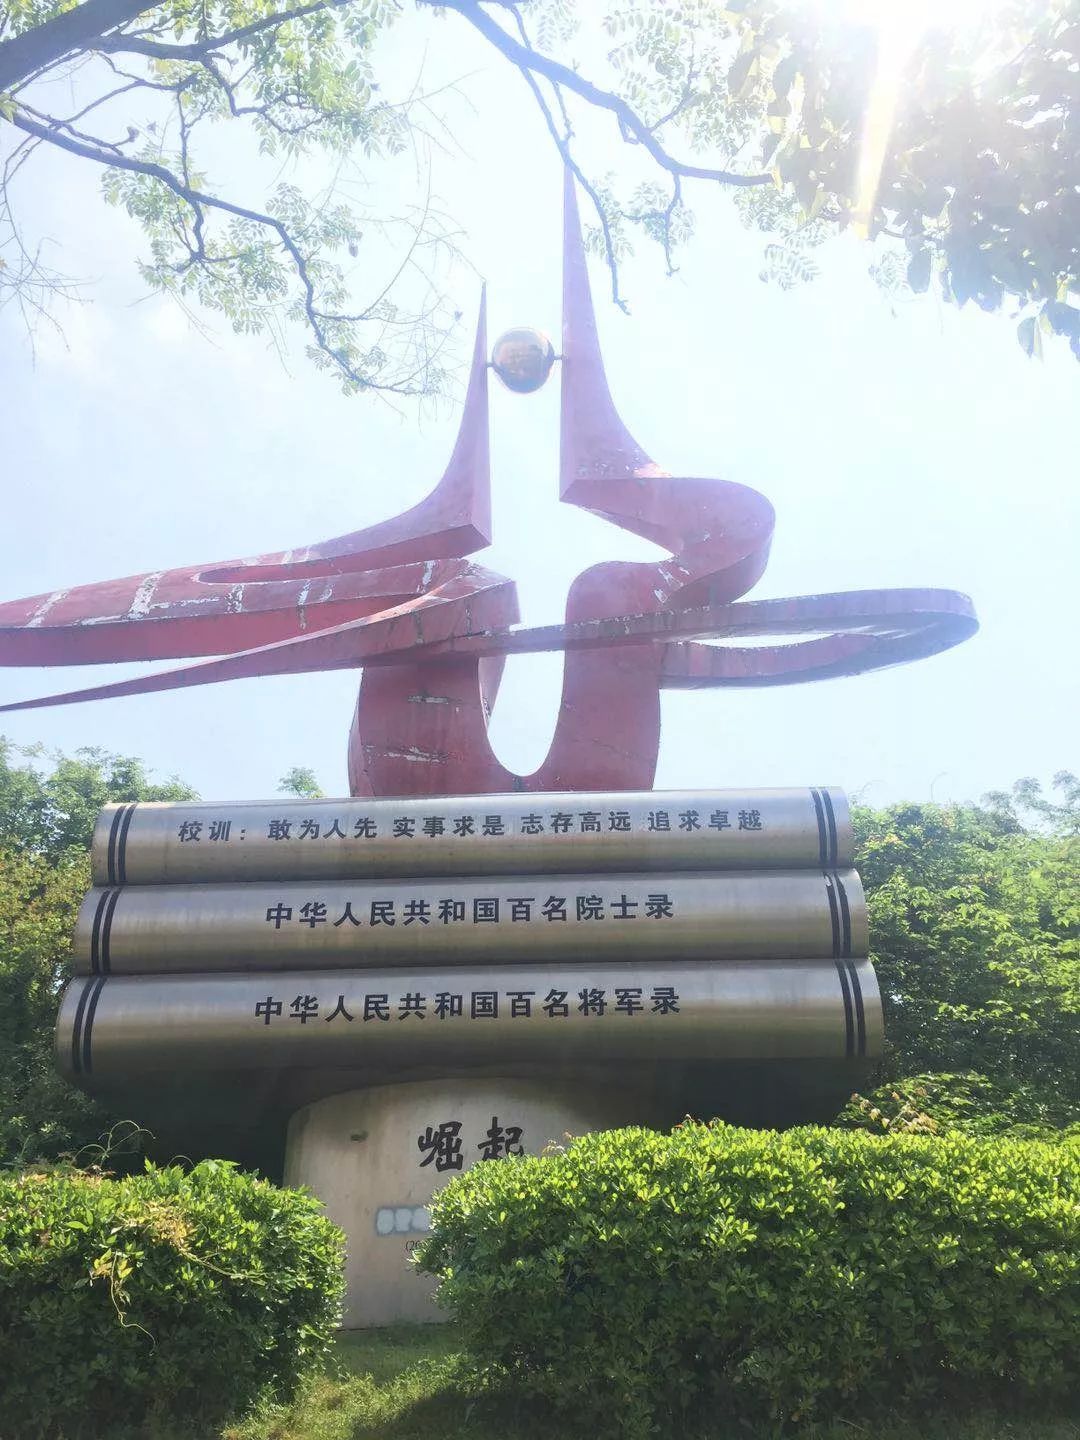 校训：敢为人先 实事求是 志存高远 追求卓越
中华人民共和国百名院士录
中华人民共和国百名将军录
崛起